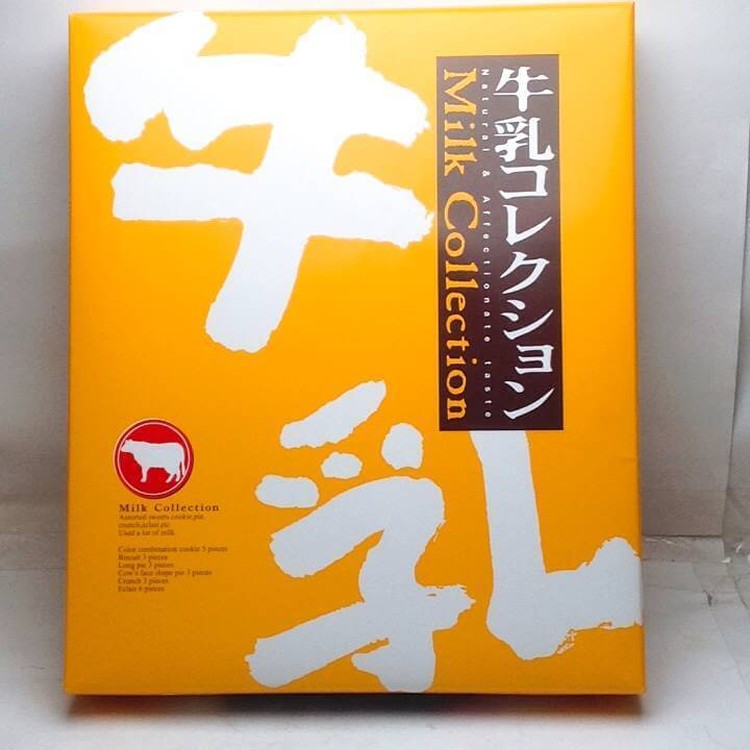 牛乳
牛乳コレクション
Natural & Affectionate taste
Milk Collection
Milk Collection
Assorted sweets cookie,pie,
crunch,eclair,etc
Used a lot of milk
Color combination cookie 5 pieces
Biscuit 3 pieces
Long pie 3 pieces
Cow's face shape pie 3 pieces
Crunch 3 pieces
Eclair 6 pieces